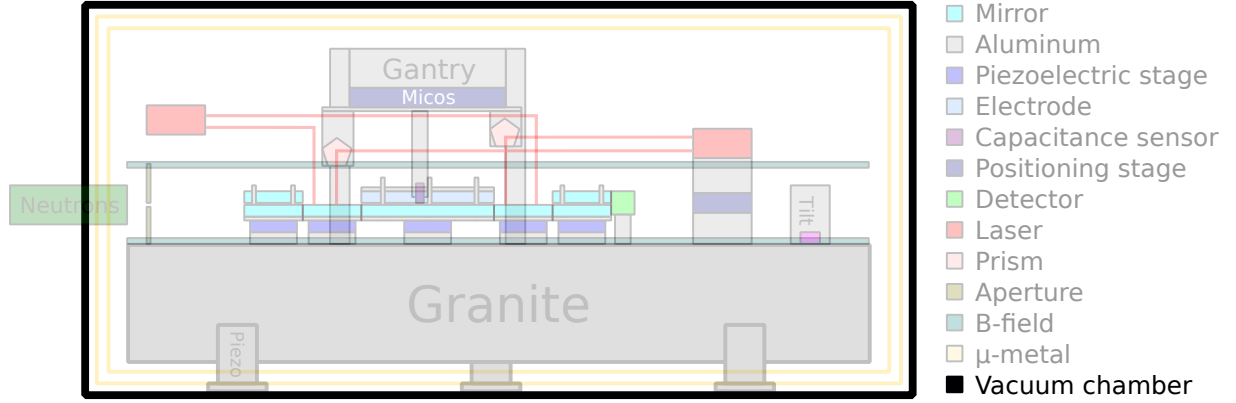 Gantry
Micos
Neutrons
Tilt
Granite
Piezo
Mirror
Aluminum
Piezoelectric stage
Electrode
Capacitance sensor
Positioning stage
Detector
Laser
Prism
Aperture
B-field
μ-metal
Vacuum chamber